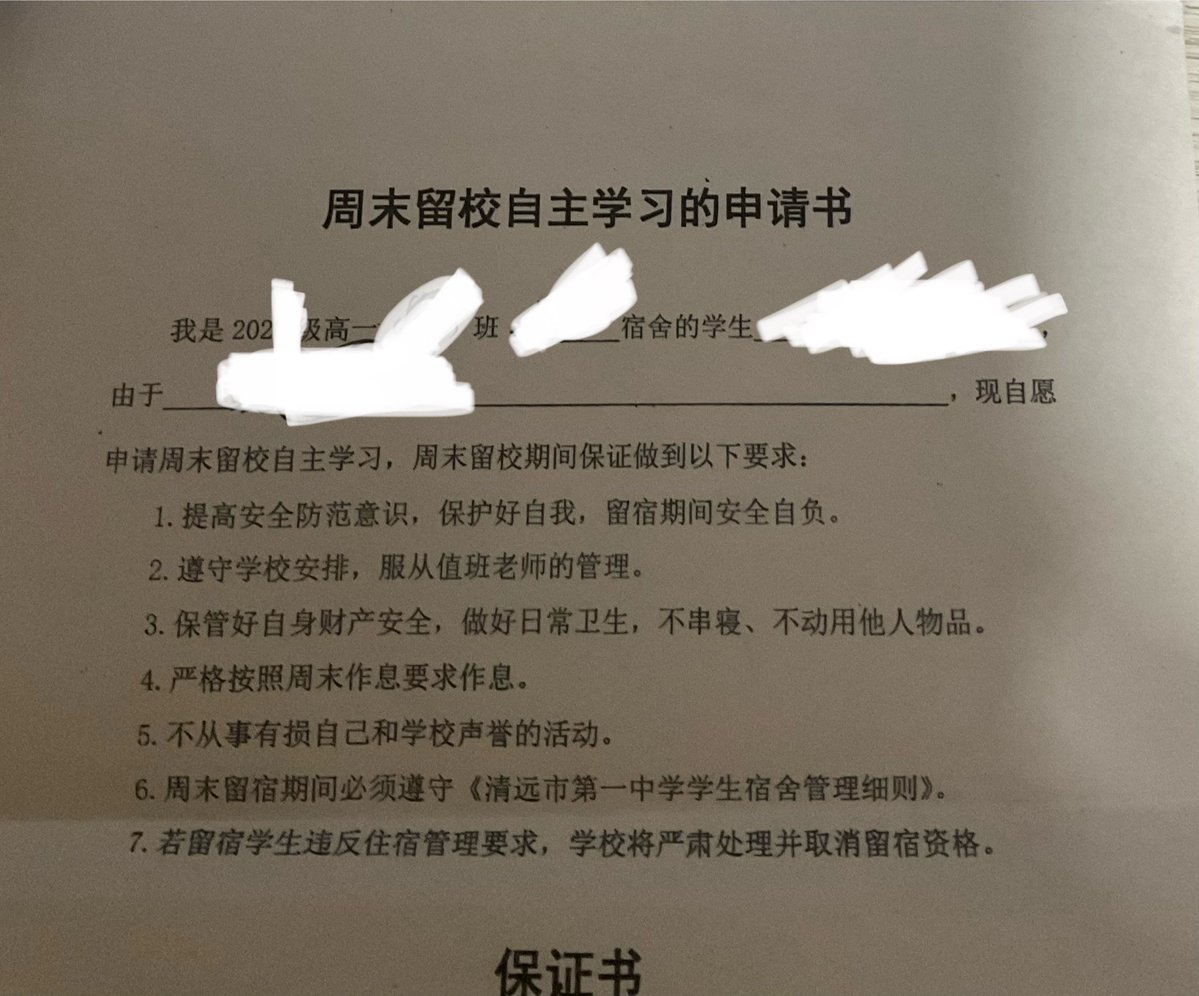 周末留校自主学习的申请书
我是 202 级高一 班 宿舍的学生 ，
由于 ，现自愿
申请周末留校自主学习，周末留校期间保证做到以下要求：
1. 提高安全防范意识，保护好自我，留宿期间安全自负。
2. 遵守学校安排，服从值班老师的管理。
3. 保管好自身财产安全，做好日常卫生，不串寝、不动用他人物品。
4. 严格按照周末作息要求作息。
5. 不从事有损自己和学校声誉的活动。
6. 周末留宿期间必须遵守《清远市第一中学学生宿舍管理细则》。
7. 若留宿学生违反住宿管理要求，学校将严肃处理并取消留宿资格。
保证书